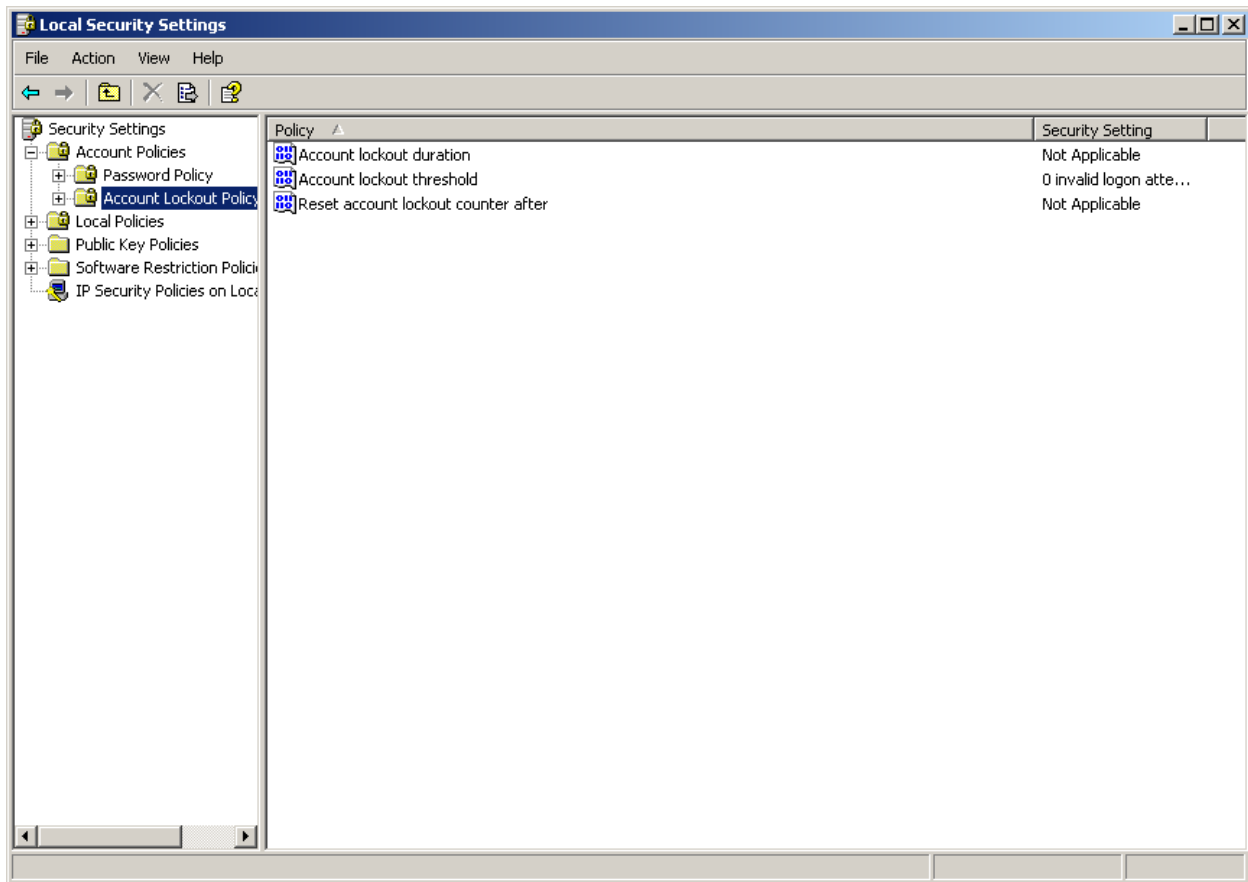 Local Security Settings
File Action View Help
Security Settings
Account Policies
Password Policy
Account Lockout Policy
Local Policies
Public Key Policies
Software Restriction Polici
IP Security Policies on Loca
Policy Security Setting
Account lockout duration Not Applicable
Account lockout threshold 0 invalid logon atte...
Reset account lockout counter after Not Applicable